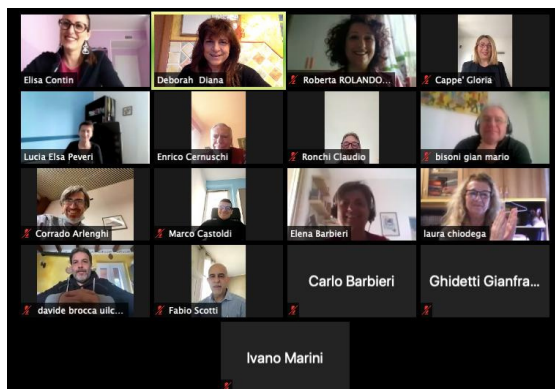 Elisa Contin
Deborah Diana
Roberta ROLANDO...
Cappe' Gloria
Lucia Elsa Peveri
Enrico Cernuschi
Ronchi Claudio
bisoni gian mario
Corrado Arlenghi
Marco Castoldi
Elena Barbieri
laura chiodega
davide brocca uilc...
Fabio Scotti
Carlo Barbieri
Ghidetti Gianfra...
Ivano Marini